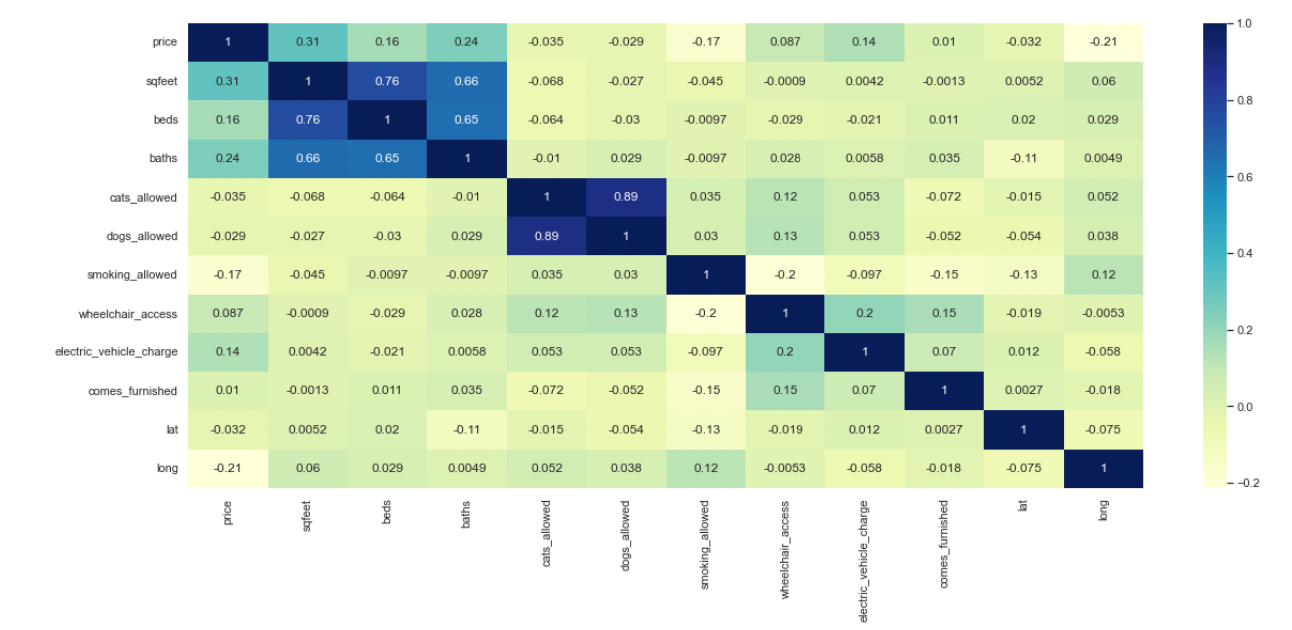 price 1 0.31 0.16 0.24 -0.035 -0.029 -0.17 0.087 0.14 0.01 -0.032 -0.21
sqfeet 0.31 1 0.76 0.66 -0.068 -0.027 -0.045 -0.0009 0.0042 -0.0013 0.0052 0.06
beds 0.16 0.76 1 0.65 -0.064 -0.03 -0.0097 -0.029 -0.021 0.011 0.02 0.029
baths 0.24 0.66 0.65 1 -0.01 0.029 -0.0097 0.028 0.0058 0.035 -0.11 0.0049
cats_allowed -0.035 -0.068 -0.064 -0.01 1 0.89 0.035 0.12 0.053 -0.072 -0.015 0.052
dogs_allowed -0.029 -0.027 -0.03 0.029 0.89 1 0.03 0.13 0.053 -0.052 -0.054 0.038
smoking_allowed -0.17 -0.045 -0.0097 -0.0097 0.035 0.03 1 -0.2 -0.097 -0.15 -0.13 0.12
wheelchair_access 0.087 -0.0009 -0.029 0.028 0.12 0.13 -0.2 1 0.2 0.15 -0.019 -0.0053
electric_vehicle_charge 0.14 0.0042 -0.021 0.0058 0.053 0.053 -0.097 0.2 1 0.07 0.012 -0.058
comes_furnished 0.01 -0.0013 0.011 0.035 -0.072 -0.052 -0.15 0.15 0.07 1 0.0027 -0.018
lat -0.032 0.0052 0.02 -0.11 -0.015 -0.054 -0.13 -0.019 0.012 0.0027 1 -0.075
long -0.21 0.06 0.029 0.0049 0.052 0.038 0.12 -0.0053 -0.058 -0.018 -0.075 1
price sqfeet beds baths cats_allowed dogs_allowed smoking_allowed wheelchair_access electric_vehicle_charge comes_furnished lat long
1.0
0.8
0.6
0.4
0.2
0.0
−0.2